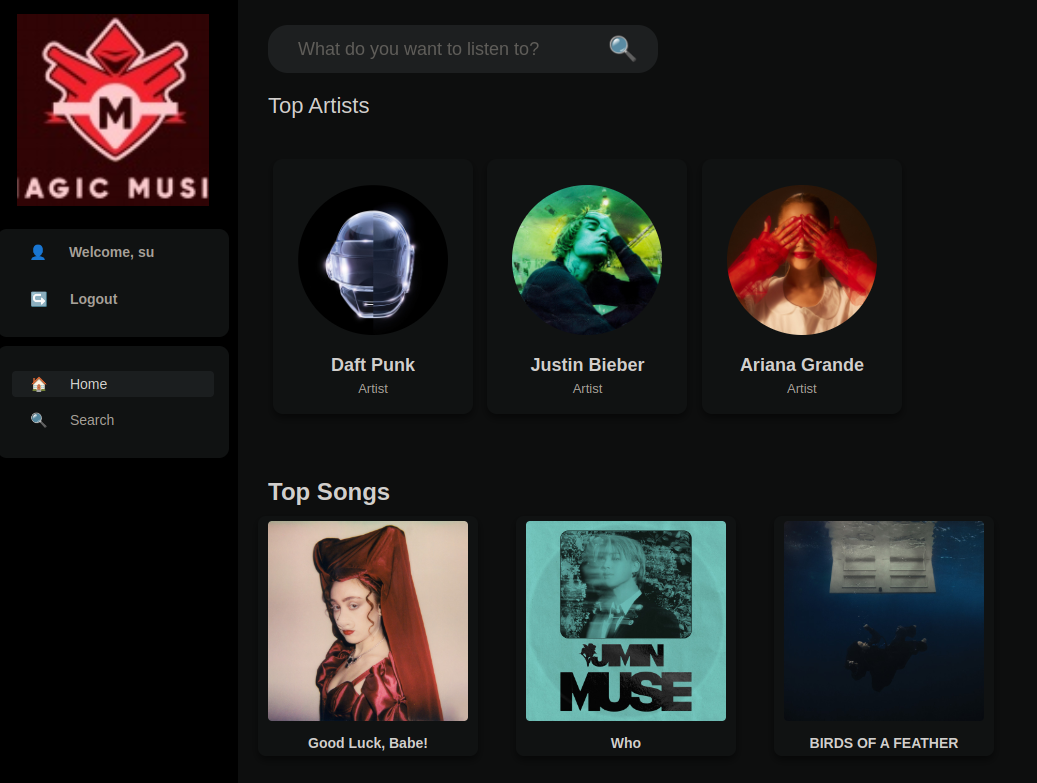 M
MAGIC MUSI
Welcome, su
Logout
Home
Search
What do you want to listen to?
Top Artists
Daft Punk
Artist
Justin Bieber
Artist
Ariana Grande
Artist
Top Songs
JIMIN
MUSE
Good Luck, Babe!
Who
BIRDS OF A FEATHER